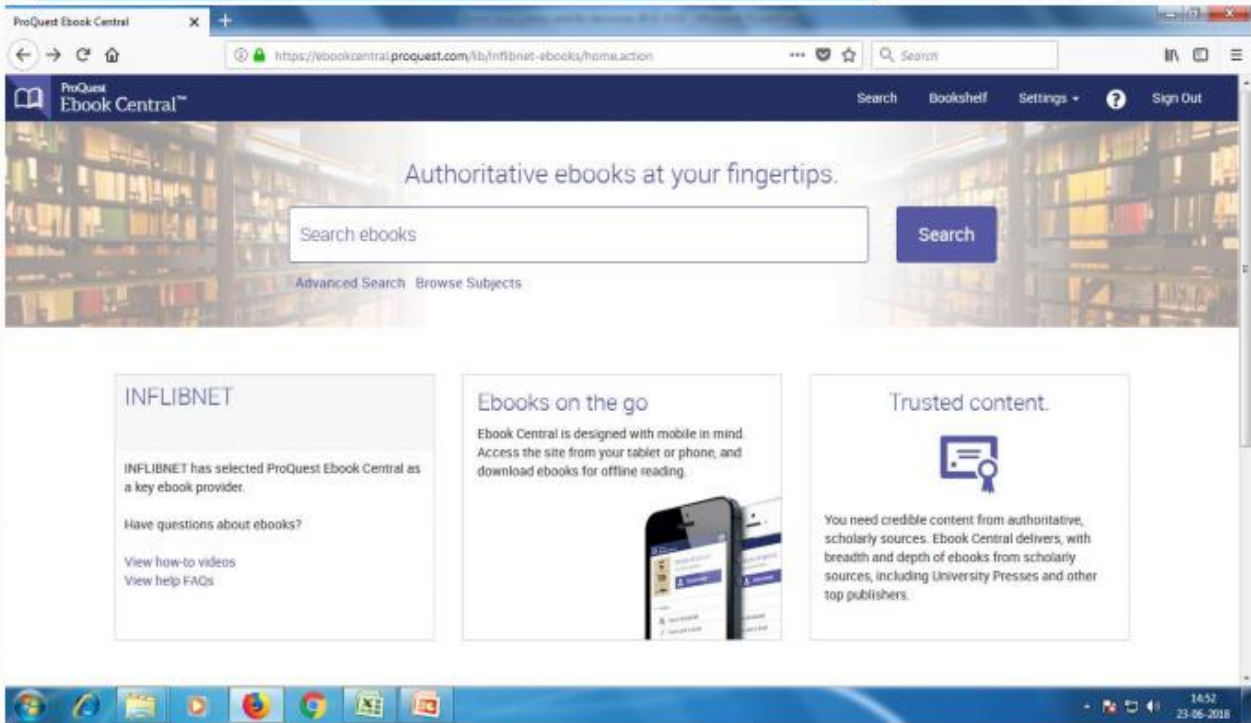 ProQuest Ebook Central
https://ebookcentral.proquest.com/lib/inflibnet-ebooks/home.action
Search
ProQuest
Ebook Central™
Search Bookshelf Settings Sign Out
Authoritative ebooks at your fingertips.
Search ebooks
Search
Advanced Search Browse Subjects
INFLIBNET
INFLIBNET has selected ProQuest Ebook Central as
a key ebook provider.
Have questions about ebooks?
View how-to videos
View help FAQs
Ebooks on the go
Ebook Central is designed with mobile in mind.
Access the site from your tablet or phone, and
download ebooks for offline reading.
Trusted content.
You need credible content from authoritative,
scholarly sources. Ebook Central delivers, with
breadth and depth of ebooks from scholarly
sources, including University Presses and other
top publishers.
14:52
23-06-2018